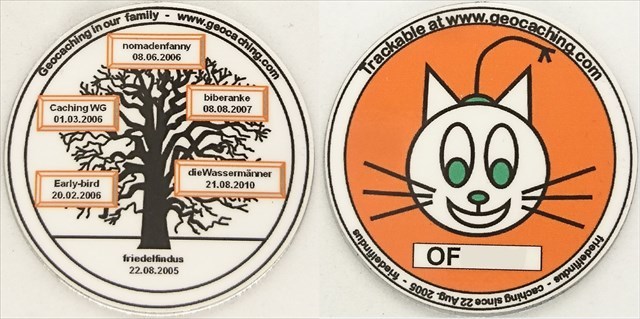 Geocaching in our family - www.geocaching.com
nomadenfanny
08.06.2006
Caching WG
01.03.2006
biberanke
08.08.2007
Early-bird
20.02.2006
dieWassermänner
21.08.2010
friedelfindus
22.08.2005
Trackable at www.geocaching.com
OF
friedelfindus - caching since 22 Aug. 2005 - friedelfindus